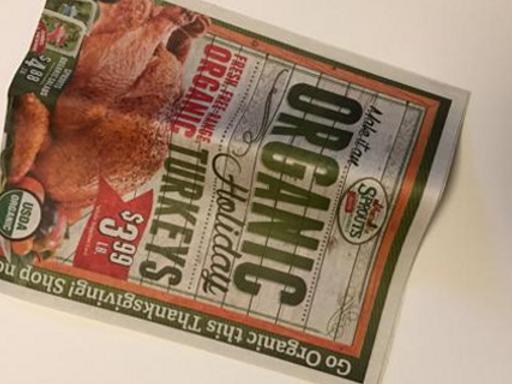 Make it an
SPROUTS
ORGANIC
Holiday
FRESH, FREE-RANGE
ORGANIC
TURKEYS
$3.99
LB.
USDA
ORGANIC
SPROUTS
$4.88
Go Organic this Thanksgiving! Shop